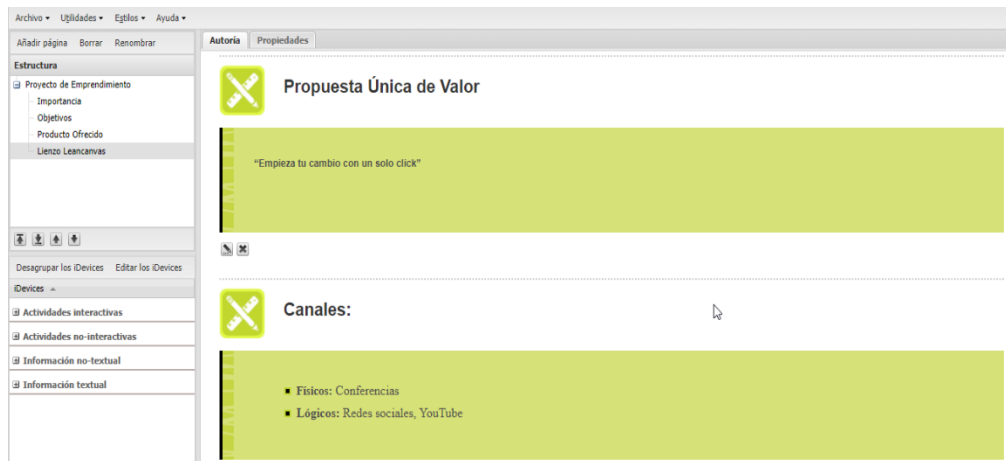 Archivo Utilidades Estilos Ayuda
Añadir página Borrar Renombrar
Estructura
Proyecto de Emprendimiento
Importancia
Objetivos
Producto Ofrecido
Lienzo Leancanvas
Desagrupar los iDevices Editar los iDevices
iDevices
Actividades interactivas
Actividades no-interactivas
Información no-textual
Información textual
Autoría Propiedades
Propuesta Única de Valor
“Empieza tu cambio con un solo click”
Canales:
Físicos: Conferencias
Lógicos: Redes sociales, YouTube